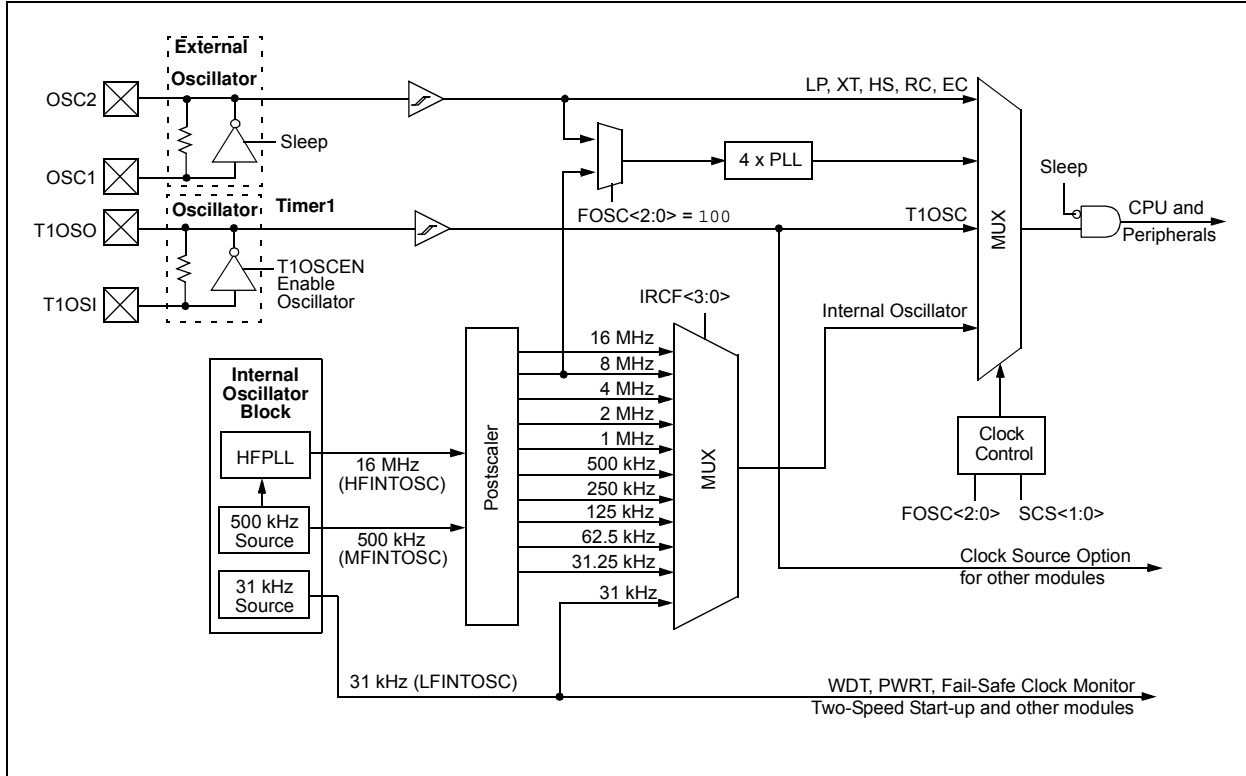 External
Oscillator
OSC2
OSC1
Sleep
LP, XT, HS, RC, EC
4 x PLL
FOSC<2:0> = 100
Sleep
CPU and
Peripherals
MUX
Oscillator
Timer1
T1OSO
T1OSI
T1OSCEN
Enable
Oscillator
T1OSC
IRCF<3:0>
Internal Oscillator
Internal
Oscillator
Block
HFPLL
500 kHz
Source
31 kHz
Source
16 MHz
(HFINTOSC)
500 kHz
(MFINTOSC)
Postscaler
16 MHz
8 MHz
4 MHz
2 MHz
1 MHz
500 kHz
250 kHz
125 kHz
62.5 kHz
31.25 kHz
31 kHz
MUX
Clock
Control
FOSC<2:0>
SCS<1:0>
Clock Source Option
for other modules
31 kHz (LFINTOSC)
WDT, PWRT, Fail-Safe Clock Monitor
Two-Speed Start-up and other modules